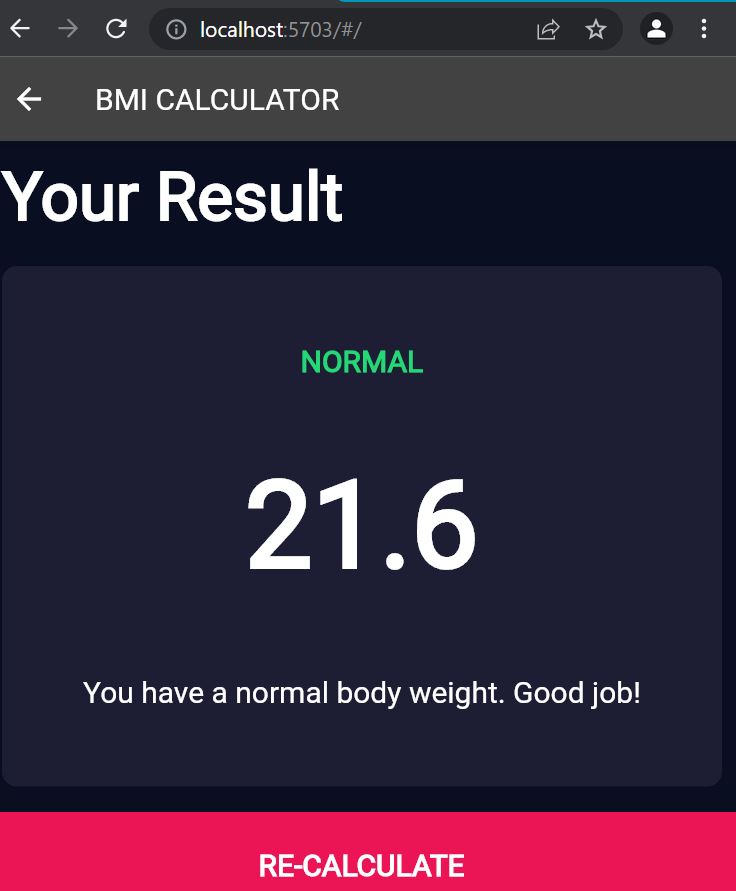 localhost:5703/#/
BMI CALCULATOR
Your Result
NORMAL
21.6
You have a normal body weight. Good job!
RE-CALCULATE